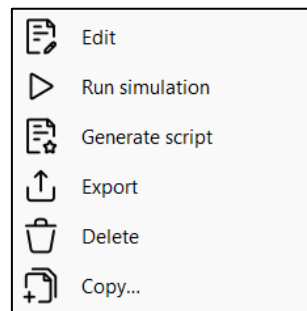 Edit
Run simulation
Generate script
Export
Delete
Copy...